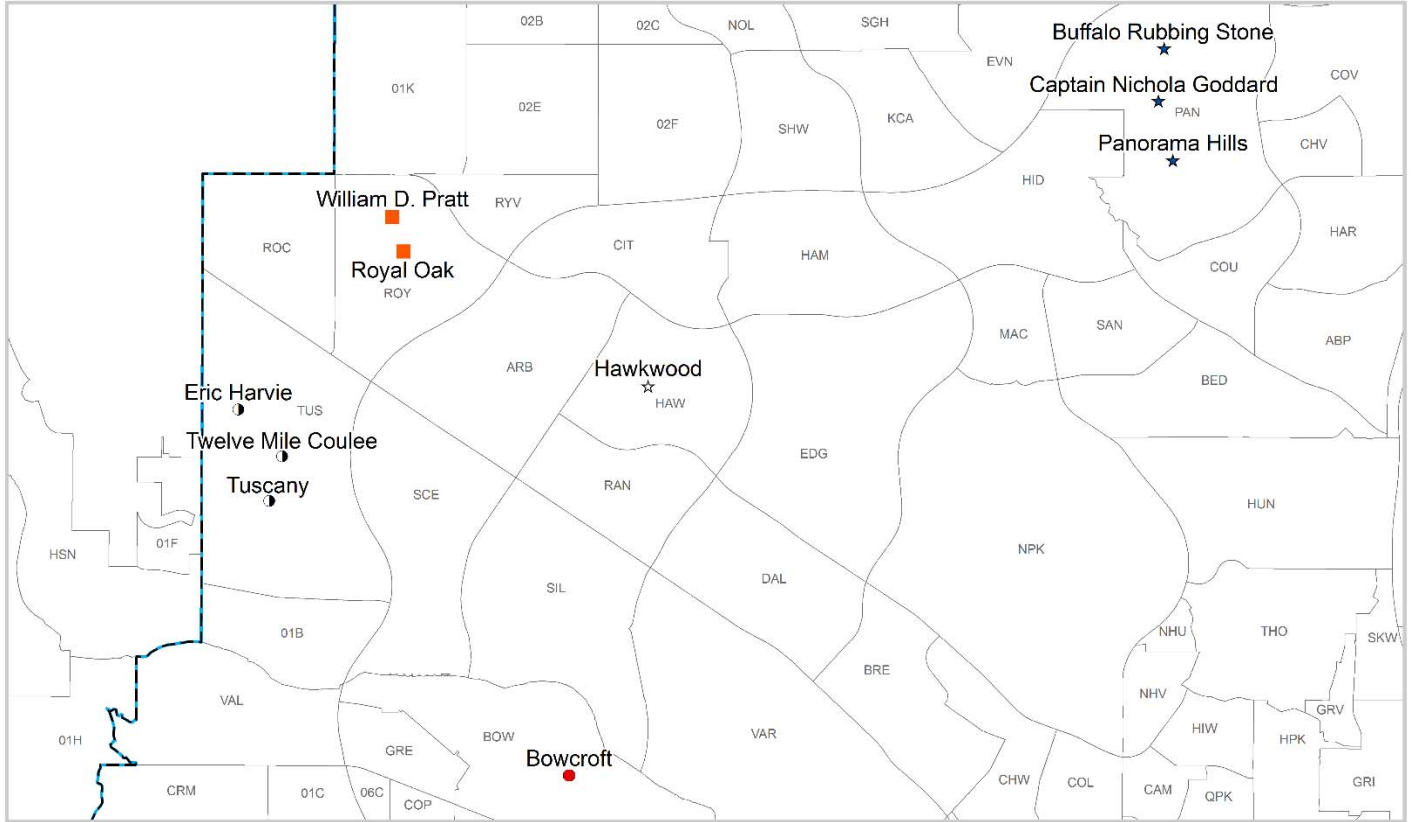 02B
02C
NOL
SGH
Buffalo Rubbing Stone
EVN
COV
01K
Captain Nichola Goddard
02E
PAN
KCA
02F
SHW
Panorama Hills
CHV
HID
William D. Pratt
RYV
HAR
ROC
CIT
HAM
Royal Oak
COU
ROY
SAN
MAC
ABP
ARB
Hawkwood
BED
Eric Harvie
HAW
TUS
Twelve Mile Coulee
EDG
Tuscany
RAN
SCE
HUN
01F
HSN
NPK
DAL
SIL
01B
NHU
THO
SKW
BRE
NHV
VAL
GRV
HIW
01H
BOW
VAR
HPK
GRE
Bowcroft
CHW
COL
GRI
CRM
01C
06C
CAM
QPK
COP